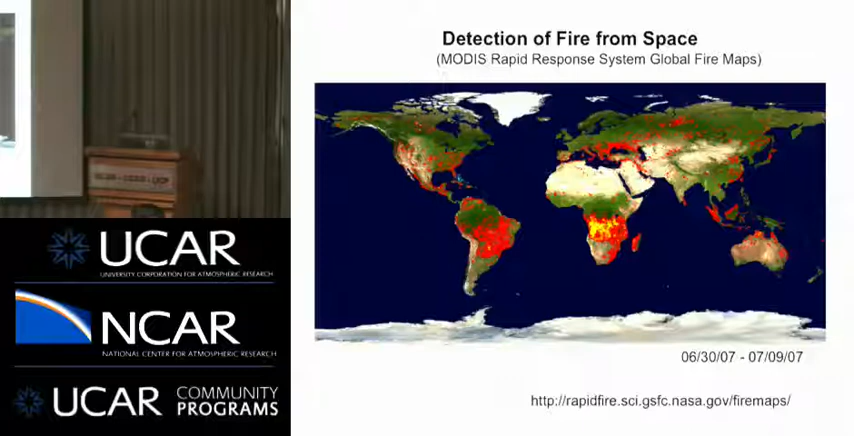 Detection of Fire from Space
(MODIS Rapid Response System Global Fire Maps)
06/30/07 - 07/09/07
http://rapidfire.sci.gsfc.nasa.gov/firemaps/
UCAR
UNIVERSITY CORPORATION FOR ATMOSPHERIC RESEARCH
NCAR
NATIONAL CENTER FOR ATMOSPHERIC RESEARCH
UCAR COMMUNITY
PROGRAMS